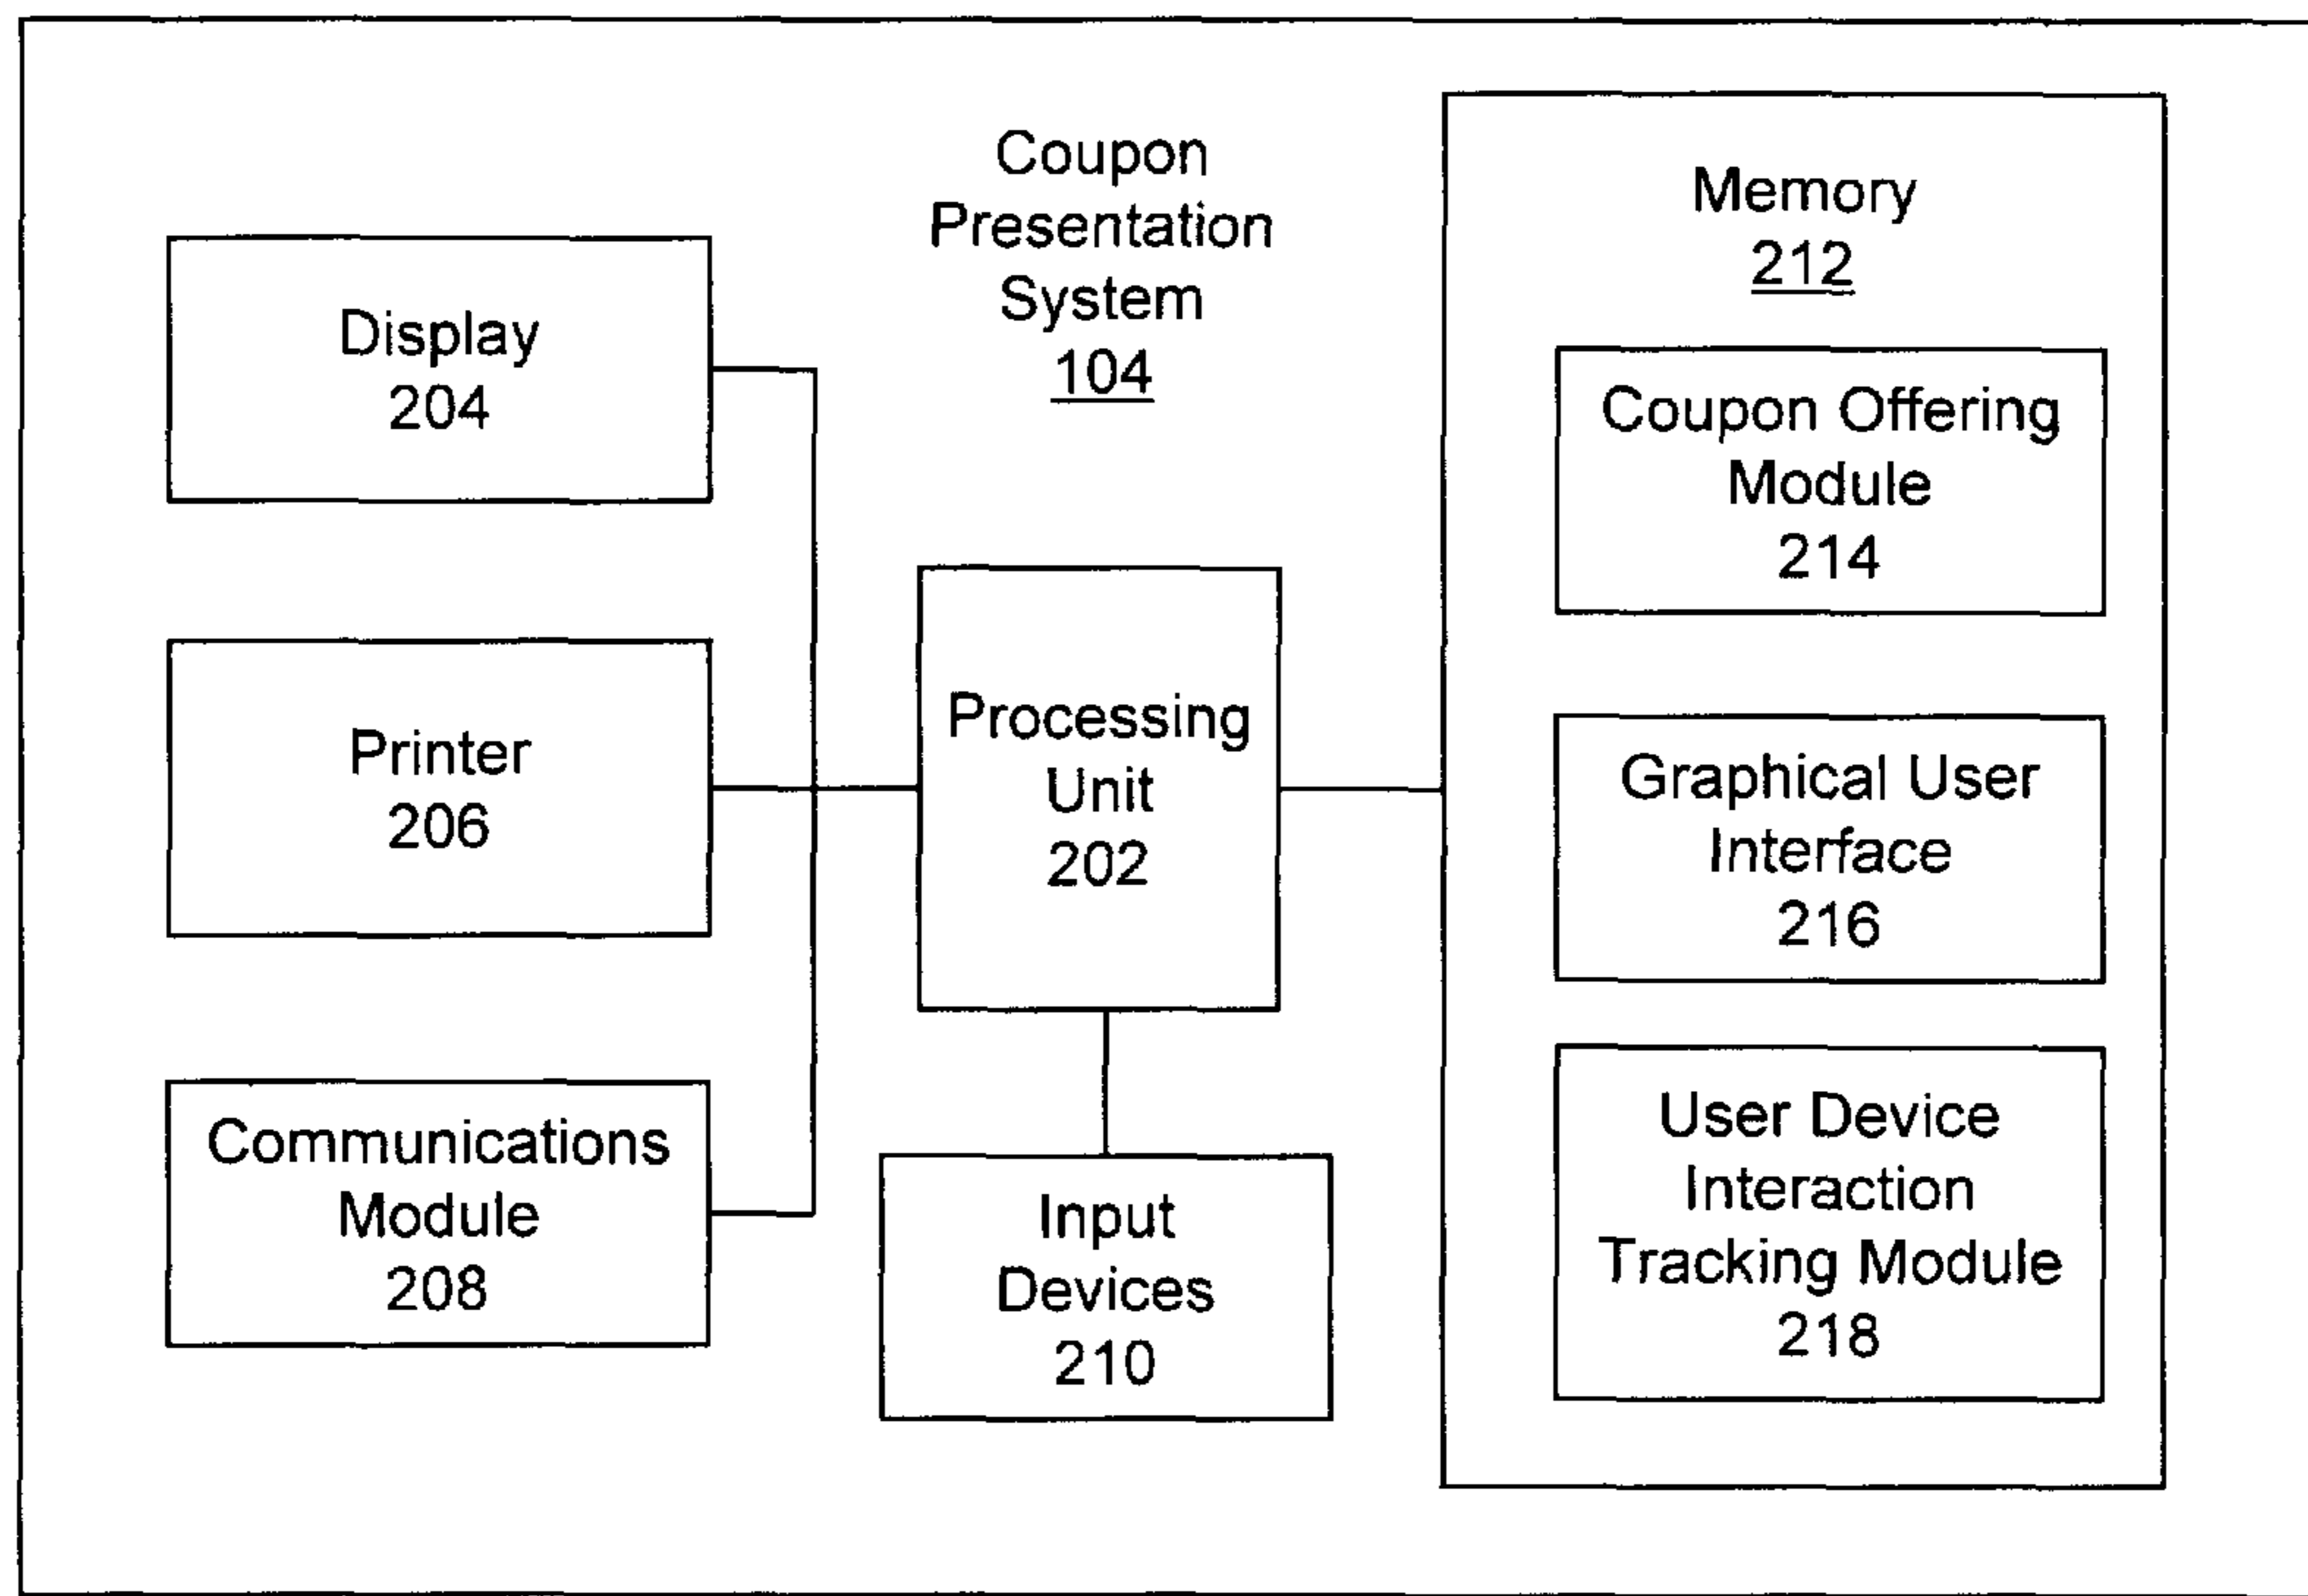 Coupon
Presentation
System
104
Display
204
Printer
206
Communications
Module
208
Processing
Unit
202
Input
Devices
210
Memory
212
Coupon Offering
Module
214
Graphical User
Interface
216
User Device
Interaction
Tracking Module
218